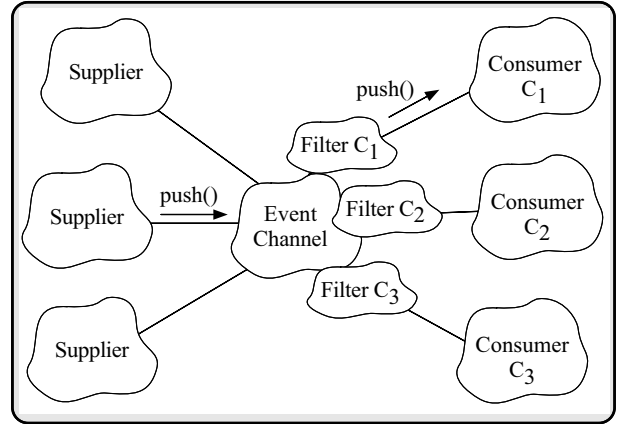 Supplier
Consumer
C1
push()
Filter C1
push()
Supplier
Event
Channel
Filter C2
Consumer
C2
Filter C3
Supplier
Consumer
C3